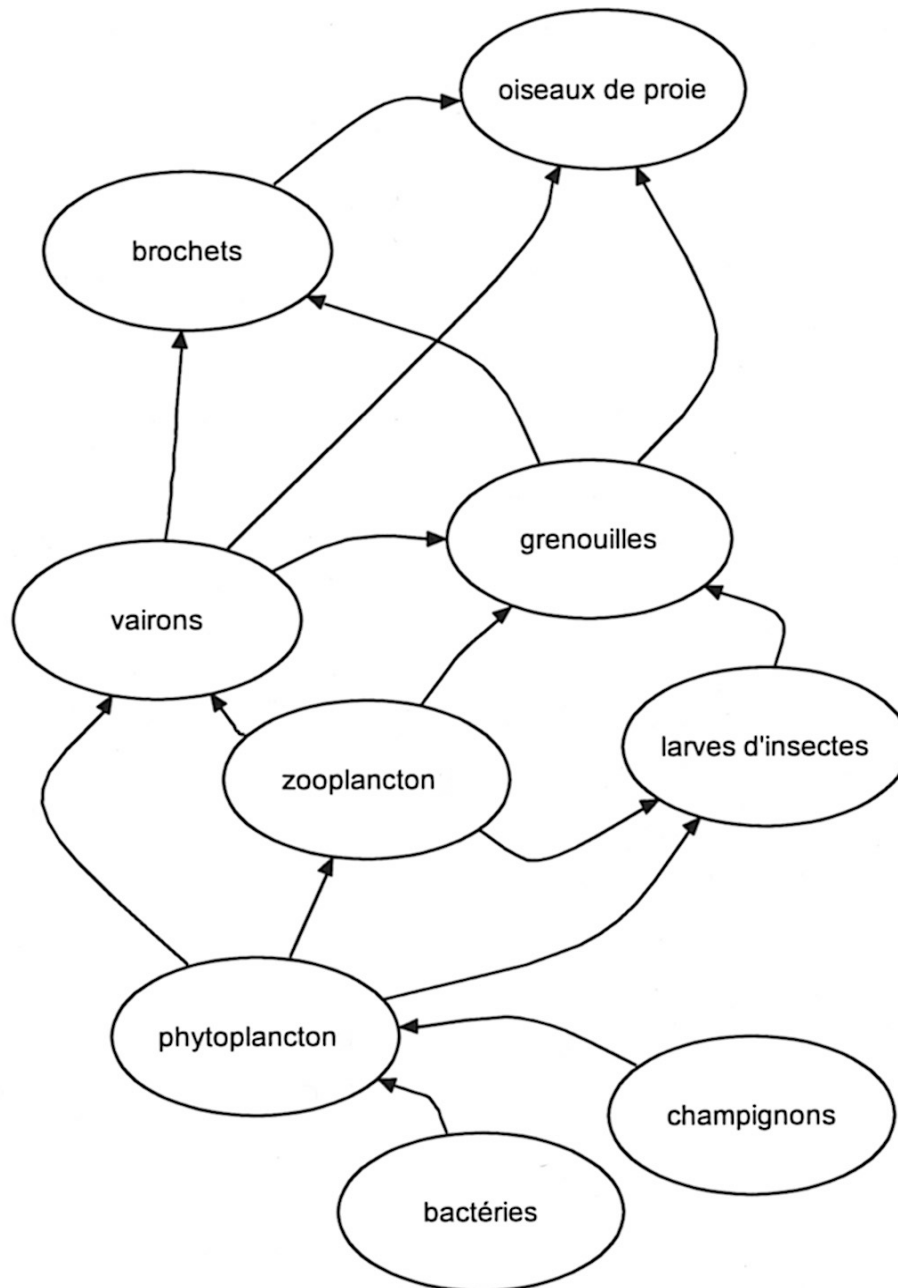 oiseaux de proie
brochets
grenouilles
vairons
larves d'insectes
zooplancton
phytoplancton
champignons
bactéries